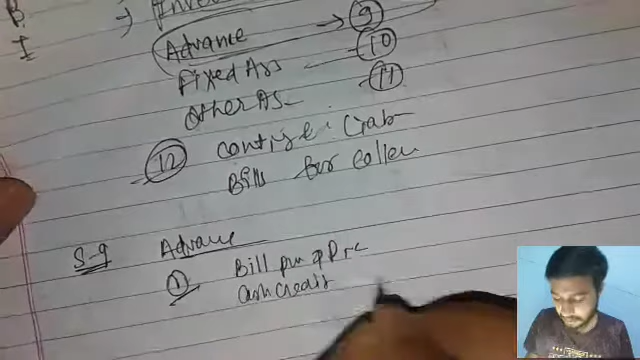 B
I
Advance → 9
Fixed Ass — 10
Other As — 11
12 Contige: Liab
Bills for Collec
S-9 Advance
① Bill pur & Disc
Cash Credit